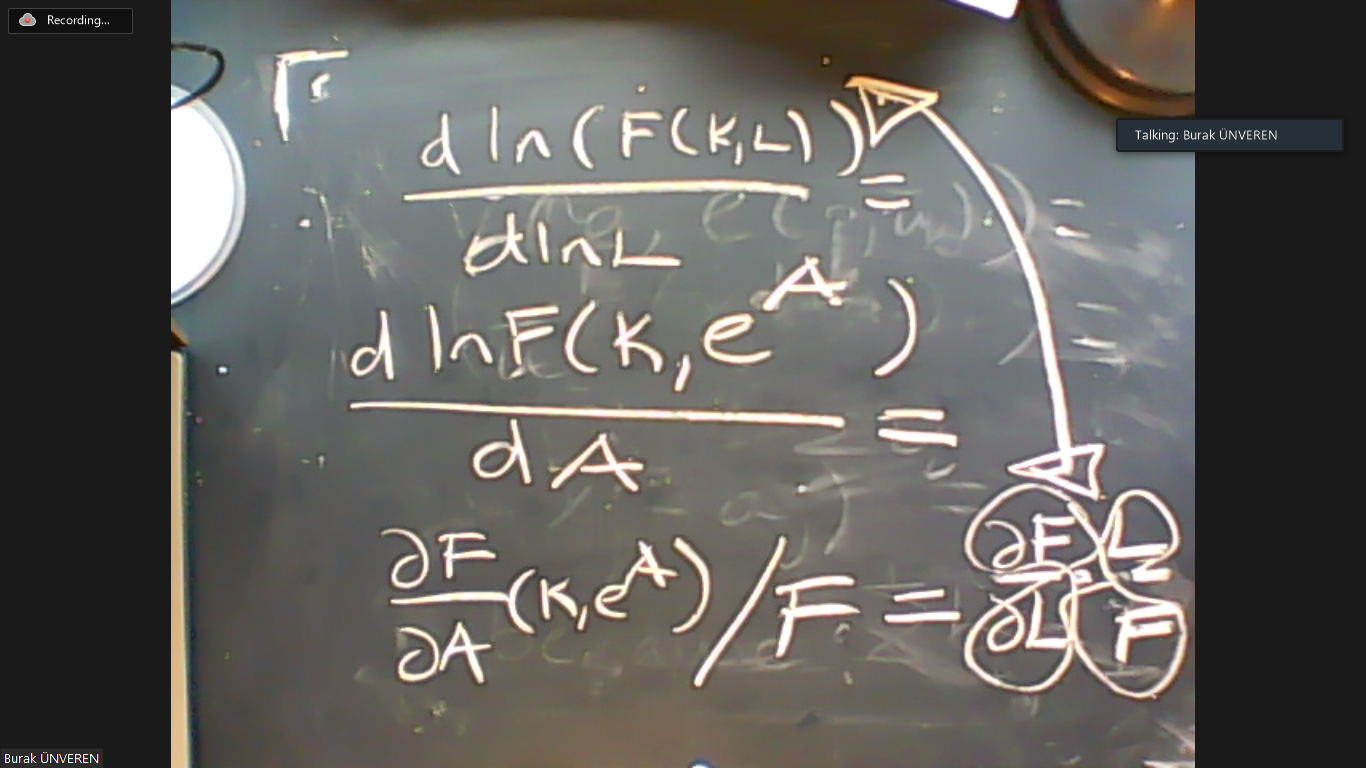 Recording...
Talking: Burak ÜNVEREN
d ln(F(K,L))
=
d ln L
d ln F(K, e^A)
=
dA
∂F/∂A (K, e^A) / F = ∂F/∂L L/F
Burak ÜNVEREN